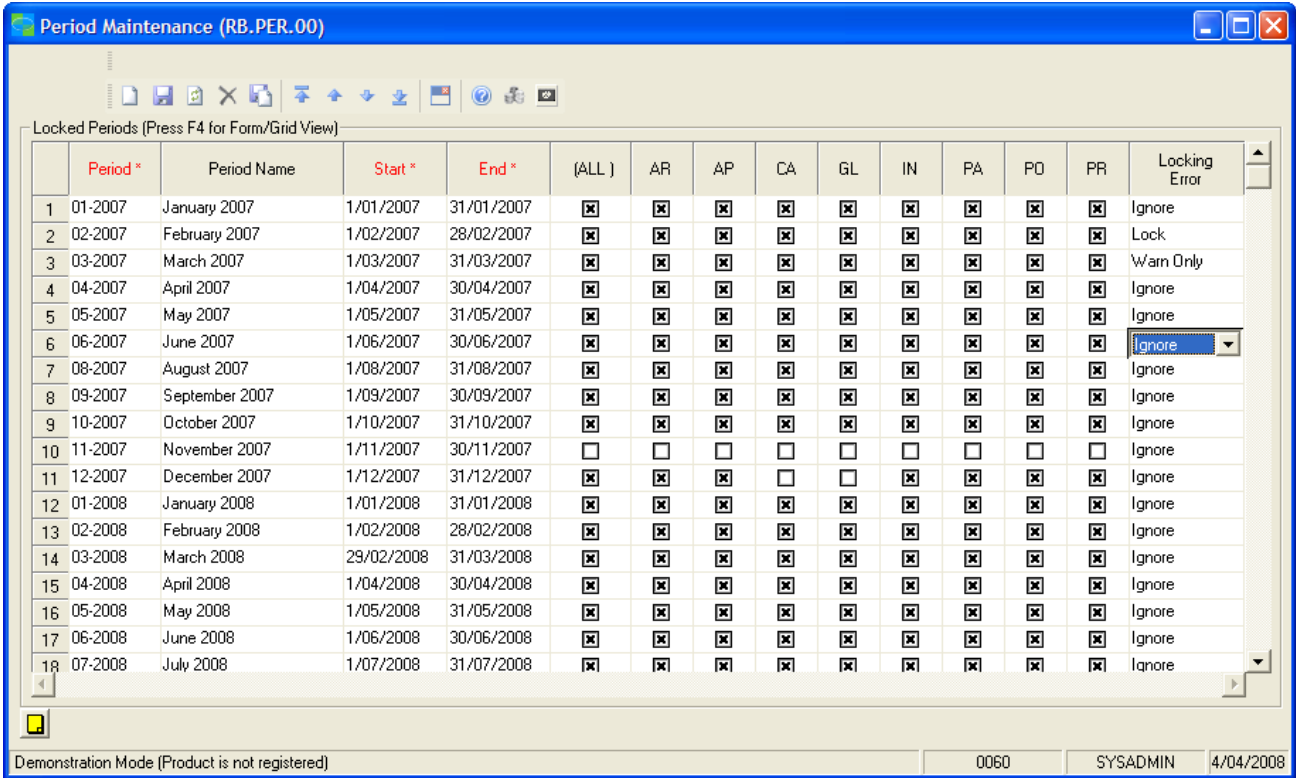 Period Maintenance (RB.PER.00)
Locked Periods (Press F4 for Form/Grid View)
Period * Period Name Start * End * (ALL ) AR AP CA GL IN PA PO PR Locking Error
1 01-2007 January 2007 1/01/2007 31/01/2007 Ignore
2 02-2007 February 2007 1/02/2007 28/02/2007 Lock
3 03-2007 March 2007 1/03/2007 31/03/2007 Warn Only
4 04-2007 April 2007 1/04/2007 30/04/2007 Ignore
5 05-2007 May 2007 1/05/2007 31/05/2007 Ignore
6 06-2007 June 2007 1/06/2007 30/06/2007 Ignore
7 08-2007 August 2007 1/08/2007 31/08/2007 Ignore
8 09-2007 September 2007 1/09/2007 30/09/2007 Ignore
9 10-2007 October 2007 1/10/2007 31/10/2007 Ignore
10 11-2007 November 2007 1/11/2007 30/11/2007 Ignore
11 12-2007 December 2007 1/12/2007 31/12/2007 Ignore
12 01-2008 January 2008 1/01/2008 31/01/2008 Ignore
13 02-2008 February 2008 1/02/2008 28/02/2008 Ignore
14 03-2008 March 2008 29/02/2008 31/03/2008 Ignore
15 04-2008 April 2008 1/04/2008 30/04/2008 Ignore
16 05-2008 May 2008 1/05/2008 31/05/2008 Ignore
17 06-2008 June 2008 1/06/2008 30/06/2008 Ignore
18 07-2008 July 2008 1/07/2008 31/07/2008 Ignore
Demonstration Mode (Product is not registered) 0060 SYSADMIN 4/04/2008